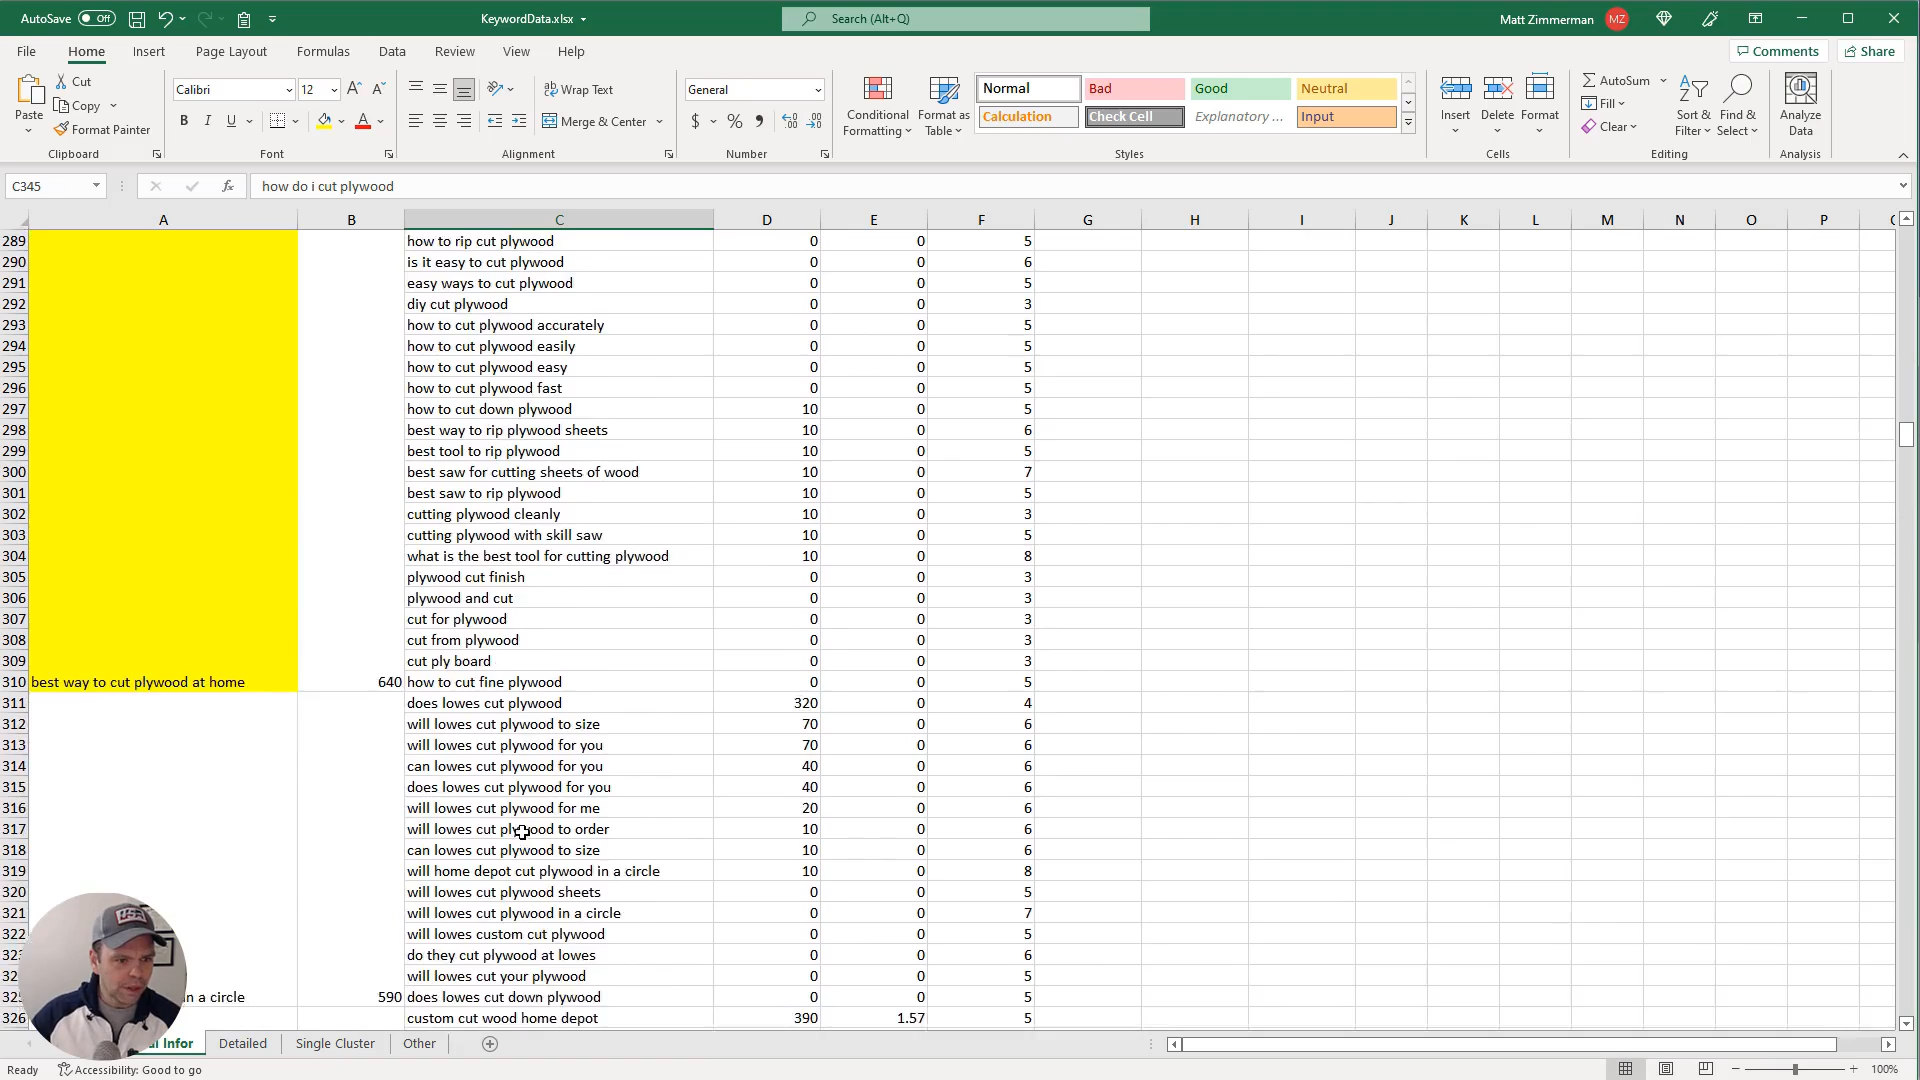 AutoSave Off KeywordData.xlsx Search (Alt+Q) Matt Zimmerman MZ
File Home Insert Page Layout Formulas Data Review View Help Comments Share
Paste Cut Copy Format Painter Clipboard
Calibri 12 A A B I U A Font
Wrap Text Merge & Center Alignment
General $ % Number
Conditional Formatting Format as Table
Normal Bad Good Neutral
Calculation Check Cell Explanatory ... Input
Styles
Insert Delete Format Cells
AutoSum Fill Clear Sort & Filter Find & Select Editing
Analyze Data Analysis
C345 fx how do i cut plywood
A B C D E F G H I J K L M N O P
289 how to rip cut plywood 0 0 5
290 is it easy to cut plywood 0 0 6
291 easy ways to cut plywood 0 0 5
292 diy cut plywood 0 0 3
293 how to cut plywood accurately 0 0 5
294 how to cut plywood easily 0 0 5
295 how to cut plywood easy 0 0 5
296 how to cut plywood fast 0 0 5
297 how to cut down plywood 10 0 5
298 best way to rip plywood sheets 10 0 6
299 best tool to rip plywood 10 0 5
300 best saw for cutting sheets of wood 10 0 7
301 best saw to rip plywood 10 0 5
302 cutting plywood cleanly 10 0 3
303 cutting plywood with skill saw 10 0 5
304 what is the best tool for cutting plywood 10 0 8
305 plywood cut finish 0 0 3
306 plywood and cut 0 0 3
307 cut for plywood 0 0 3
308 cut from plywood 0 0 3
309 cut ply board 0 0 3
310 best way to cut plywood at home 640 how to cut fine plywood 0 0 5
311 does lowes cut plywood 320 0 4
312 will lowes cut plywood to size 70 0 6
313 will lowes cut plywood for you 70 0 6
314 can lowes cut plywood for you 40 0 6
315 does lowes cut plywood for you 40 0 6
316 will lowes cut plywood for me 20 0 6
317 will lowes cut plywood to order 10 0 6
318 can lowes cut plywood to size 10 0 6
319 will home depot cut plywood in a circle 10 0 8
320 will lowes cut plywood sheets 0 0 5
321 will lowes cut plywood in a circle 0 0 7
322 will lowes custom cut plywood 0 0 5
323 do they cut plywood at lowes 0 0 6
will lowes cut your plywood 0 0 5
325 in a circle 590 does lowes cut down plywood 0 0 5
326 custom cut wood home depot 390 1.57 5
Infor Detailed Single Cluster Other
Ready Accessibility: Good to go 100%